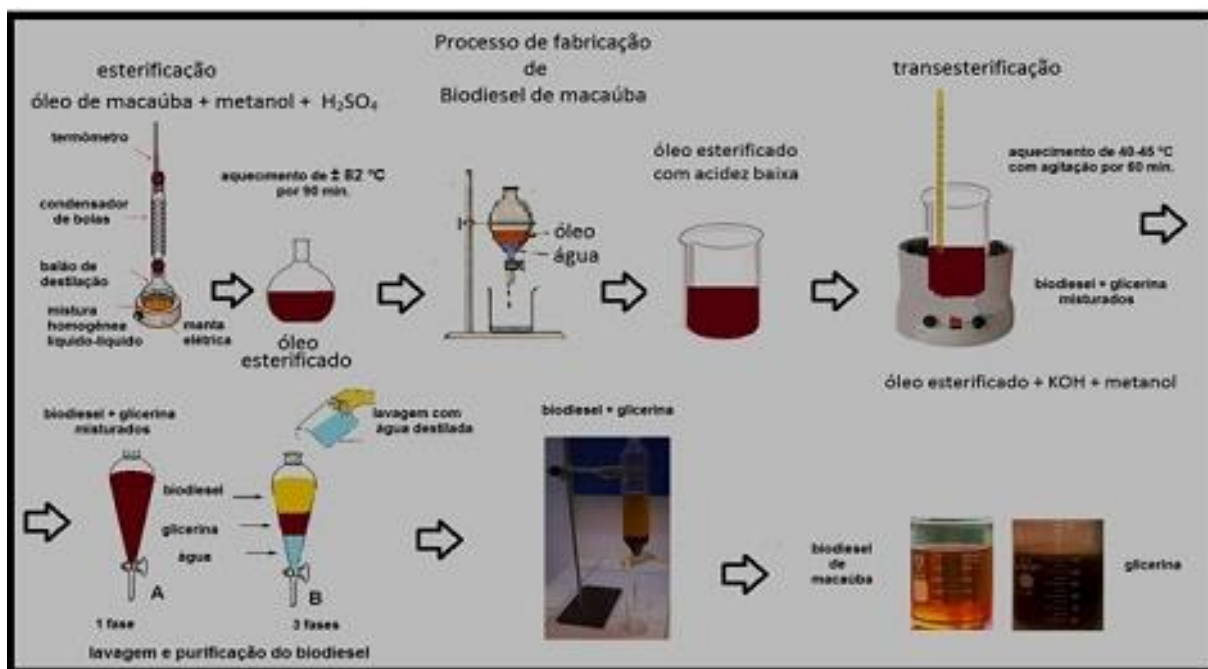 Processo de fabricação
de
Biodiesel de macaúba
esterificação
óleo de macaúba + metanol + H₂SO₄
termômetro
condensador
de bolas
balão de
destilação
mistura
homogênea
líquido-líquido
manta
elétrica
aquecimento de ± 82 ºC
por 90 min.
óleo
esterificado
óleo
água
óleo esterificado
com acidez baixa
transesterificação
aquecimento de 40-45 ºC
com agitação por 60 min.
biodiesel + glicerina
misturados
óleo esterificado + KOH + metanol
biodiesel + glicerina
misturados
A
1 fase
lavagem com
água destilada
biodiesel
glicerina
água
B
3 fases
lavagem e purificação do biodiesel
biodiesel + glicerina
biodiesel
de
macaúba
glicerina